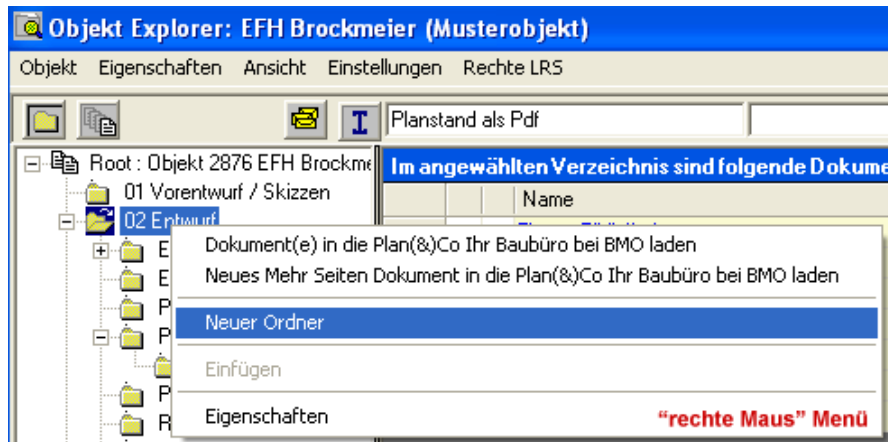 Objekt Explorer: EFH Brockmeier (Musterobjekt)
Objekt Eigenschaften Ansicht Einstellungen Rechte LRS
I Planstand als Pdf
Root : Objekt 2876 EFH Brockme
Im angewählten Verzeichnis sind folgende Dokume
01 Vorentwurf / Skizzen
Name
02 Entwurf
Dokument(e) in die Plan(&)Co Ihr Baubüro bei BMO laden
E
Neues Mehr Seiten Dokument in die Plan(&)Co Ihr Baubüro bei BMO laden
E
P
Neuer Ordner
P
Einfügen
P
Eigenschaften
"rechte Maus" Menü
R